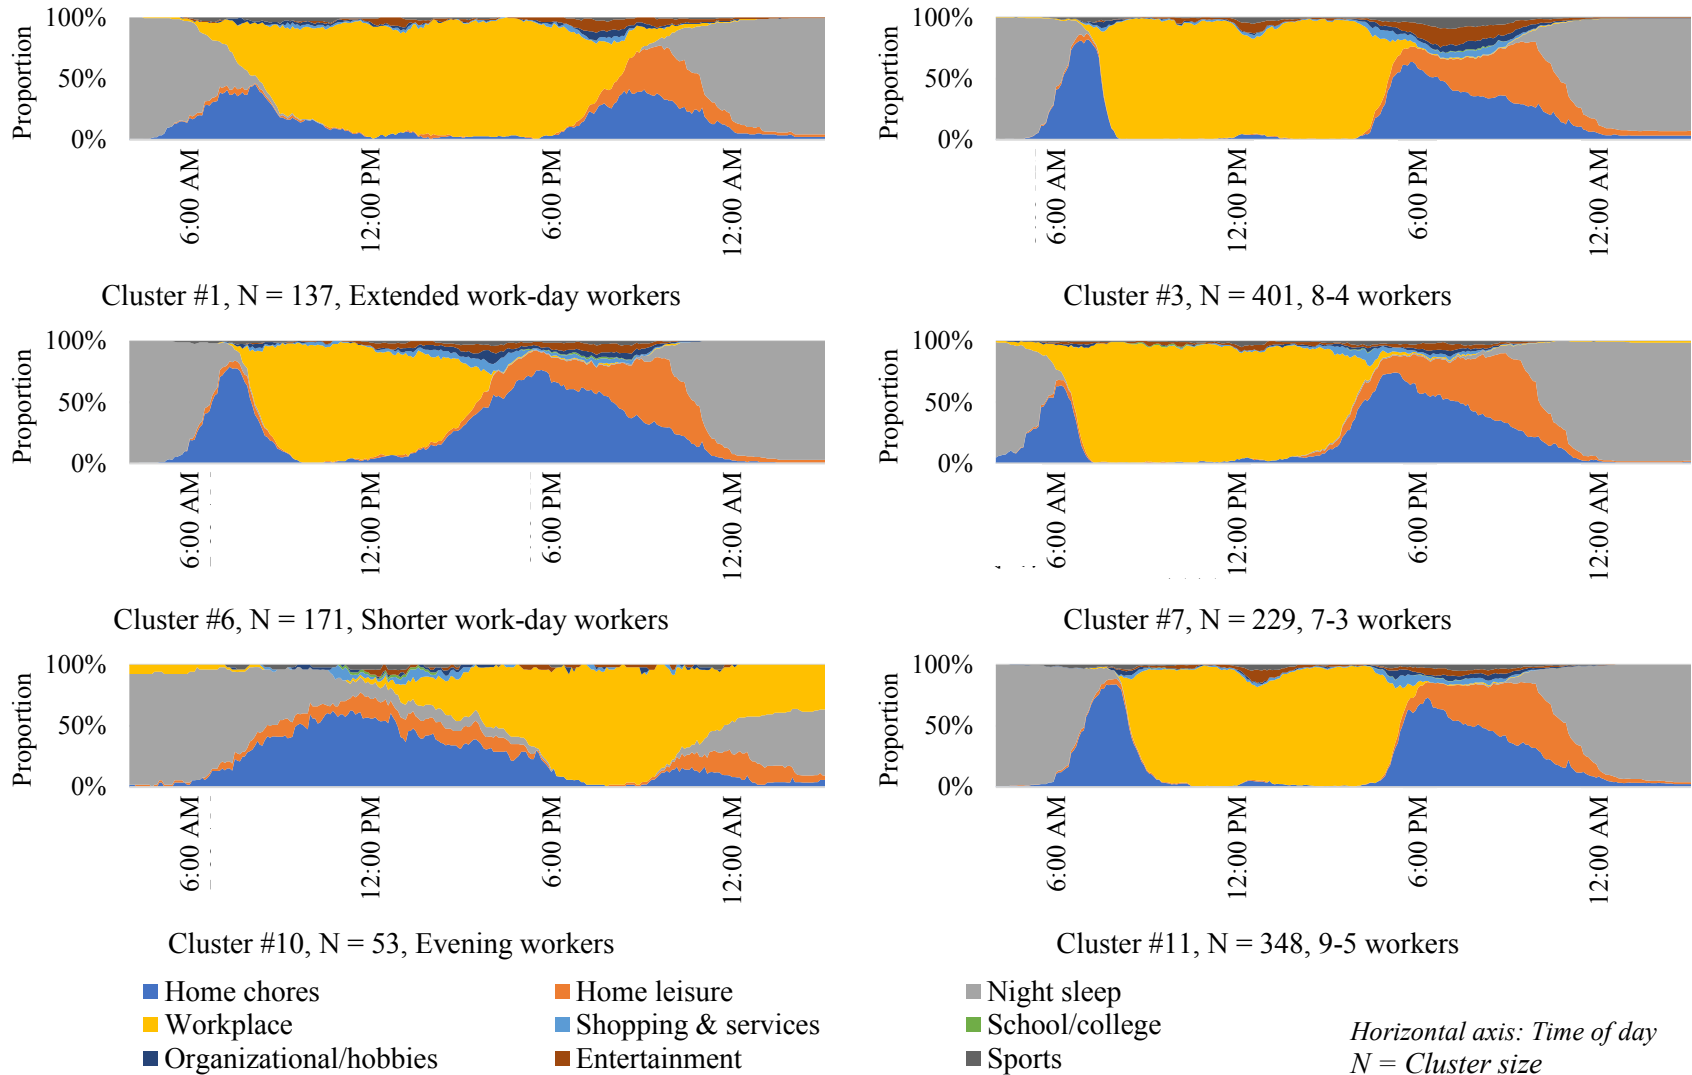 Proportion
100%
50%
0%
6:00 AM
12:00 PM
6:00 PM
12:00 AM
Cluster #1, N = 137, Extended work-day workers
Proportion
100%
50%
0%
6:00 AM
12:00 PM
6:00 PM
12:00 AM
Cluster #3, N = 401, 8-4 workers
Proportion
100%
50%
0%
6:00 AM
12:00 PM
6:00 PM
12:00 AM
Cluster #6, N = 171, Shorter work-day workers
Proportion
100%
50%
0%
6:00 AM
12:00 PM
6:00 PM
12:00 AM
Cluster #7, N = 229, 7-3 workers
Proportion
100%
50%
0%
6:00 AM
12:00 PM
6:00 PM
12:00 AM
Cluster #10, N = 53, Evening workers
Proportion
100%
50%
0%
6:00 AM
12:00 PM
6:00 PM
12:00 AM
Cluster #11, N = 348, 9-5 workers
Home chores
Home leisure
Night sleep
Workplace
Shopping & services
School/college
Organizational/hobbies
Entertainment
Sports
Horizontal axis: Time of day
N = Cluster size